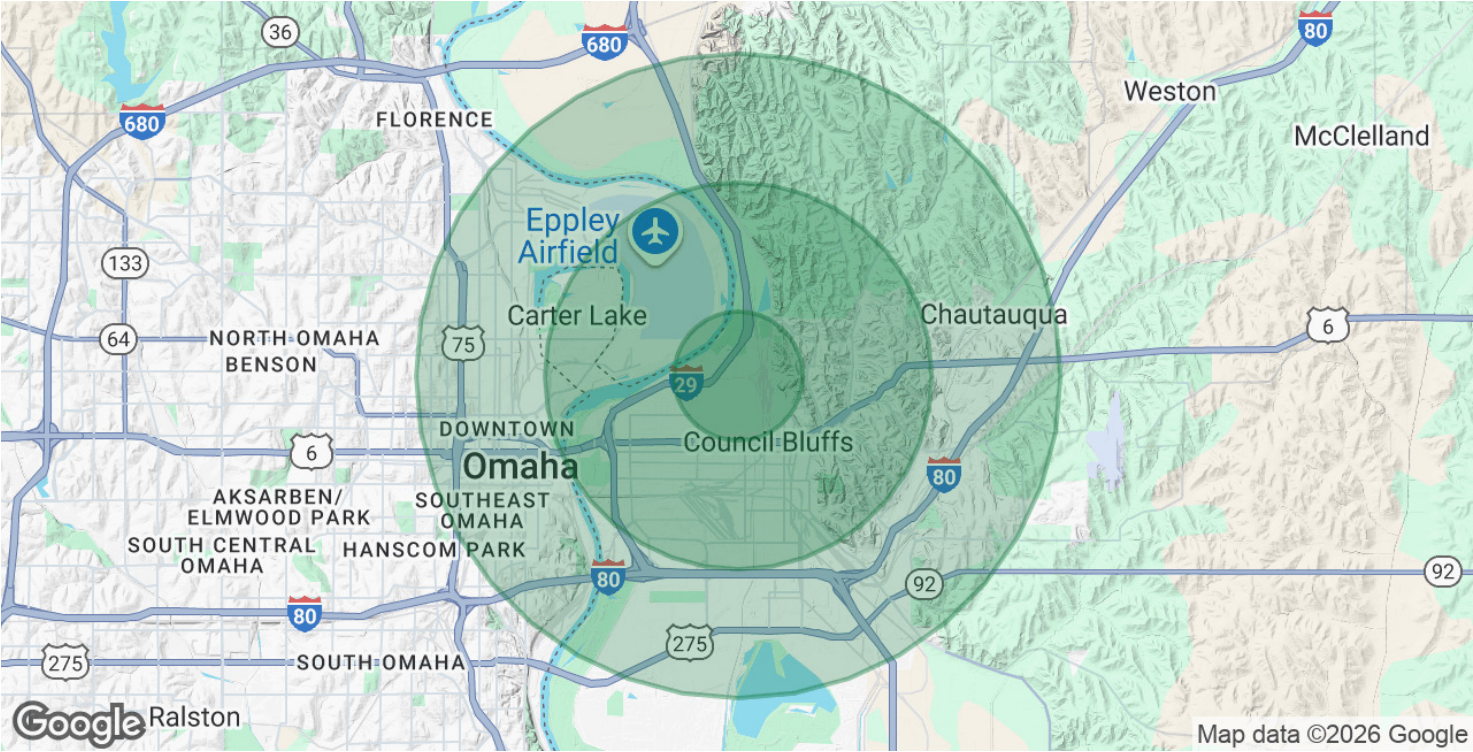 36
680
80
Weston
680
FLORENCE
McClelland
Eppley
Airfield
133
Carter Lake
Chautauqua
6
64
NORTH OMAHA
75
BENSON
29
DOWNTOWN
Council Bluffs
6
Omaha
80
AKSARBEN/
ELMWOOD PARK
SOUTHEAST
OMAHA
SOUTH CENTRAL
OMAHA
HANSCOM PARK
80
92
92
80
275
275
SOUTH OMAHA
Google
Ralston
Map data ©2026 Google